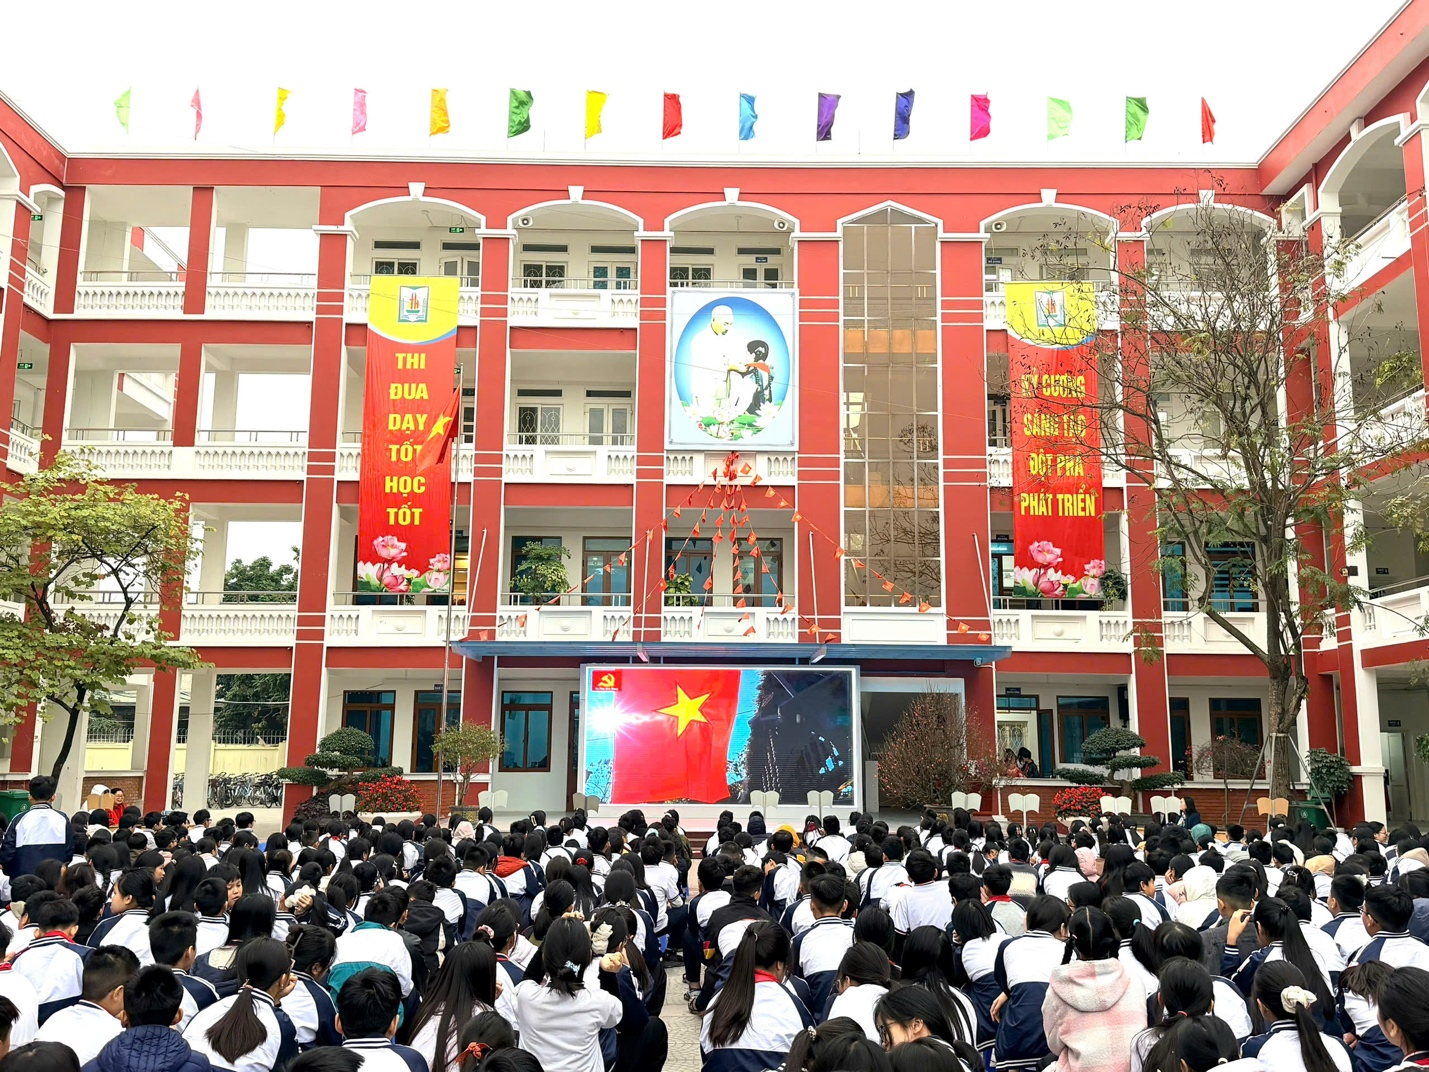 THI
ĐUA
DẠY
TỐT
HỌC
TỐT
KỶ CƯƠNG
SÁNG TẠO
ĐỘT PHÁ
PHÁT TRIỂN